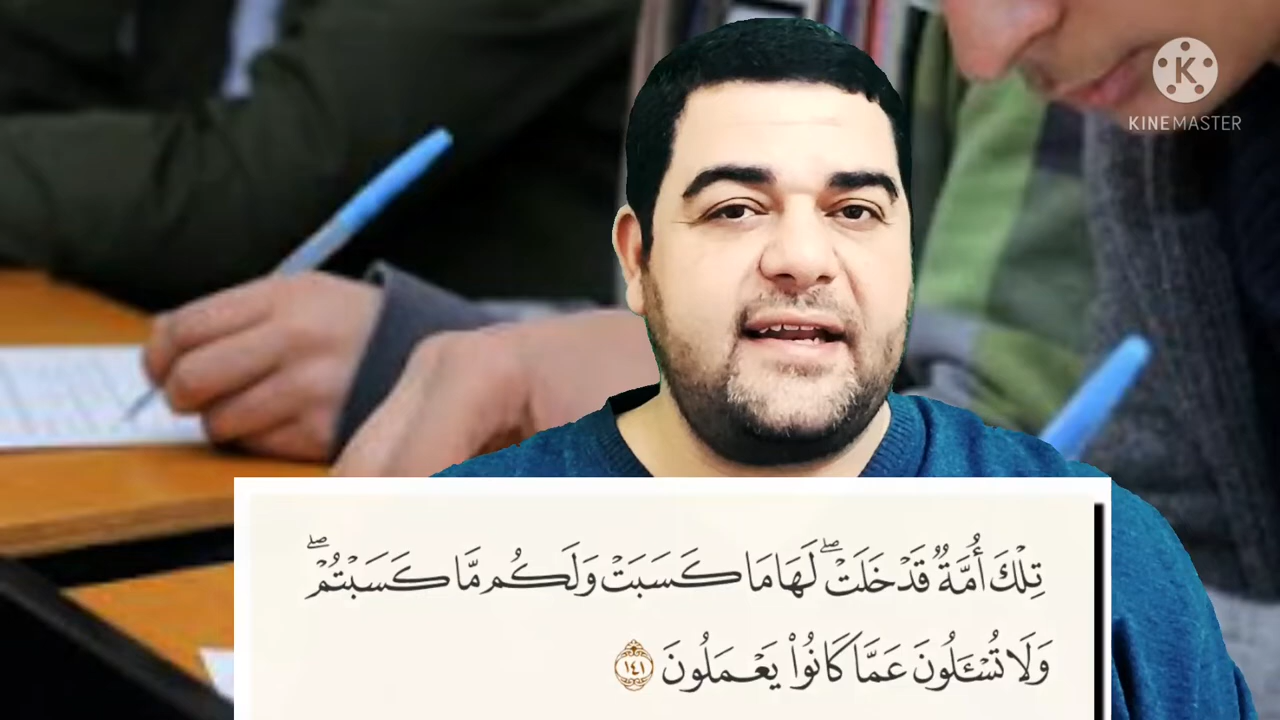 KINEMASTER
تِلْكَ أُمَّةٌ قَدْ خَلَتْ ۖ لَهَا مَا كَسَبَتْ وَلَكُم مَّا كَسَبْتُمْ ۖ
وَلَا تُسْـَٔلُونَ عَمَّا كَانُوا۟ يَعْمَلُونَ ١٤١